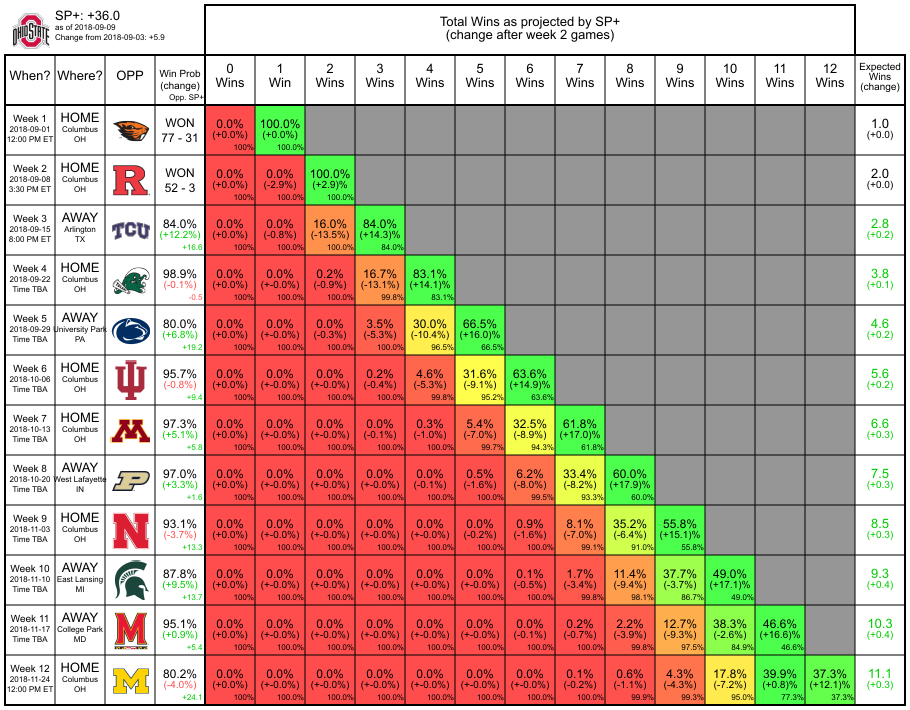 SP+: +36.0
as of 2018-09-09
Change from 2018-09-03: +5.9
OHIO STATE
Total Wins as projected by SP+
(change after week 2 games)
When? Where? OPP Win Prob (change) Opp. SP+ 0 Wins 1 Win 2 Wins 3 Wins 4 Wins 5 Wins 6 Wins 7 Wins 8 Wins 9 Wins 10 Wins 11 Wins 12 Wins Expected Wins (change)
Week 1 HOME WON 0.0% 100.0% 1.0
2018-09-01 Columbus 77 - 31 (+0.0%) (+0.0%) (+0.0)
12:00 PM ET OH 100% 100.0%
Week 2 HOME R WON 0.0% 0.0% 100.0% 2.0
2018-09-08 Columbus 52 - 3 (+0.0%) (-2.9%) (+2.9)% (+0.0)
3:30 PM ET OH 100% 100.0% 100.0%
Week 3 AWAY TCU 84.0% 0.0% 0.0% 16.0% 84.0% 2.8
2018-09-15 Arlington (+12.2%) (+0.0%) (-0.8%) (-13.5%) (+14.3)% (+0.2)
8:00 PM ET TX +16.6 100% 100.0% 100.0% 84.0%
Week 4 HOME 98.9% 0.0% 0.0% 0.2% 16.7% 83.1% 3.8
2018-09-22 Columbus (-0.1%) (+0.0%) (+-0.0%) (-0.9%) (-13.1%) (+14.1)% (+0.1)
Time TBA OH -0.5 100% 100.0% 100.0% 99.8% 83.1%
Week 5 AWAY 80.0% 0.0% 0.0% 0.0% 3.5% 30.0% 66.5% 4.6
2018-09-29 University Park (+6.8%) (+0.0%) (+-0.0%) (-0.3%) (-5.3%) (-10.4%) (+16.0)% (+0.2)
Time TBA PA +19.2 100% 100.0% 100.0% 100.0% 96.5% 66.5%
Week 6 HOME 95.7% 0.0% 0.0% 0.0% 0.2% 4.6% 31.6% 63.6% 5.6
2018-10-06 Columbus (-0.8%) (+0.0%) (+-0.0%) (+-0.0%) (-0.4%) (-5.3%) (-9.1%) (+14.9)% (+0.2)
Time TBA OH +9.4 100% 100.0% 100.0% 100.0% 99.8% 95.2% 63.6%
Week 7 HOME M 97.3% 0.0% 0.0% 0.0% 0.0% 0.3% 5.4% 32.5% 61.8% 6.6
2018-10-13 Columbus (+5.1%) (+0.0%) (+-0.0%) (+-0.0%) (-0.1%) (-1.0%) (-7.0%) (-8.9%) (+17.0)% (+0.3)
Time TBA OH +5.8 100% 100.0% 100.0% 100.0% 100.0% 99.7% 94.3% 61.8%
Week 8 AWAY P 97.0% 0.0% 0.0% 0.0% 0.0% 0.0% 0.5% 6.2% 33.4% 60.0% 7.5
2018-10-20 West Lafayette (+3.3%) (+0.0%) (+-0.0%) (+-0.0%) (+-0.0%) (-0.1%) (-1.6%) (-8.0%) (-8.2%) (+17.9)% (+0.3)
Time TBA IN +1.6 100% 100.0% 100.0% 100.0% 100.0% 100.0% 99.5% 93.3% 60.0%
Week 9 HOME N 93.1% 0.0% 0.0% 0.0% 0.0% 0.0% 0.0% 0.9% 8.1% 35.2% 55.8% 8.5
2018-11-03 Columbus (-3.7%) (+0.0%) (+-0.0%) (+-0.0%) (+-0.0%) (+-0.0%) (-0.2%) (-1.6%) (-7.0%) (-6.4%) (+15.1)% (+0.3)
Time TBA OH +13.3 100% 100.0% 100.0% 100.0% 100.0% 100.0% 100.0% 99.1% 91.0% 55.8%
Week 10 AWAY 87.8% 0.0% 0.0% 0.0% 0.0% 0.0% 0.0% 0.1% 1.7% 11.4% 37.7% 49.0% 9.3
2018-11-10 East Lansing (+9.5%) (+0.0%) (+-0.0%) (+-0.0%) (+-0.0%) (+-0.0%) (+-0.0%) (-0.5%) (-3.4%) (-9.4%) (-3.7%) (+17.1)% (+0.4)
Time TBA MI +13.7 100% 100.0% 100.0% 100.0% 100.0% 100.0% 100.0% 99.8% 98.1% 86.7% 49.0%
Week 11 AWAY M 95.1% 0.0% 0.0% 0.0% 0.0% 0.0% 0.0% 0.0% 0.2% 2.2% 12.7% 38.3% 46.6% 10.3
2018-11-17 College Park (+0.9%) (+0.0%) (+-0.0%) (+-0.0%) (+-0.0%) (+-0.0%) (+-0.0%) (-0.1%) (-0.7%) (-3.9%) (-9.3%) (-2.6%) (+16.6)% (+0.4)
Time TBA MD +5.4 100% 100.0% 100.0% 100.0% 100.0% 100.0% 100.0% 100.0% 99.8% 97.5% 84.9% 46.6%
Week 12 HOME M 80.2% 0.0% 0.0% 0.0% 0.0% 0.0% 0.0% 0.0% 0.1% 0.6% 4.3% 17.8% 39.9% 37.3% 11.1
2018-11-24 Columbus (-4.0%) (+0.0%) (+-0.0%) (+-0.0%) (+-0.0%) (+-0.0%) (+-0.0%) (+-0.0%) (-0.2%) (-1.1%) (-4.3%) (-7.2%) (+0.8)% (+12.1)% (+0.3)
12:00 PM ET OH +24.1 100% 100.0% 100.0% 100.0% 100.0% 100.0% 100.0% 100.0% 99.9% 99.3% 95.0% 77.3% 37.3%